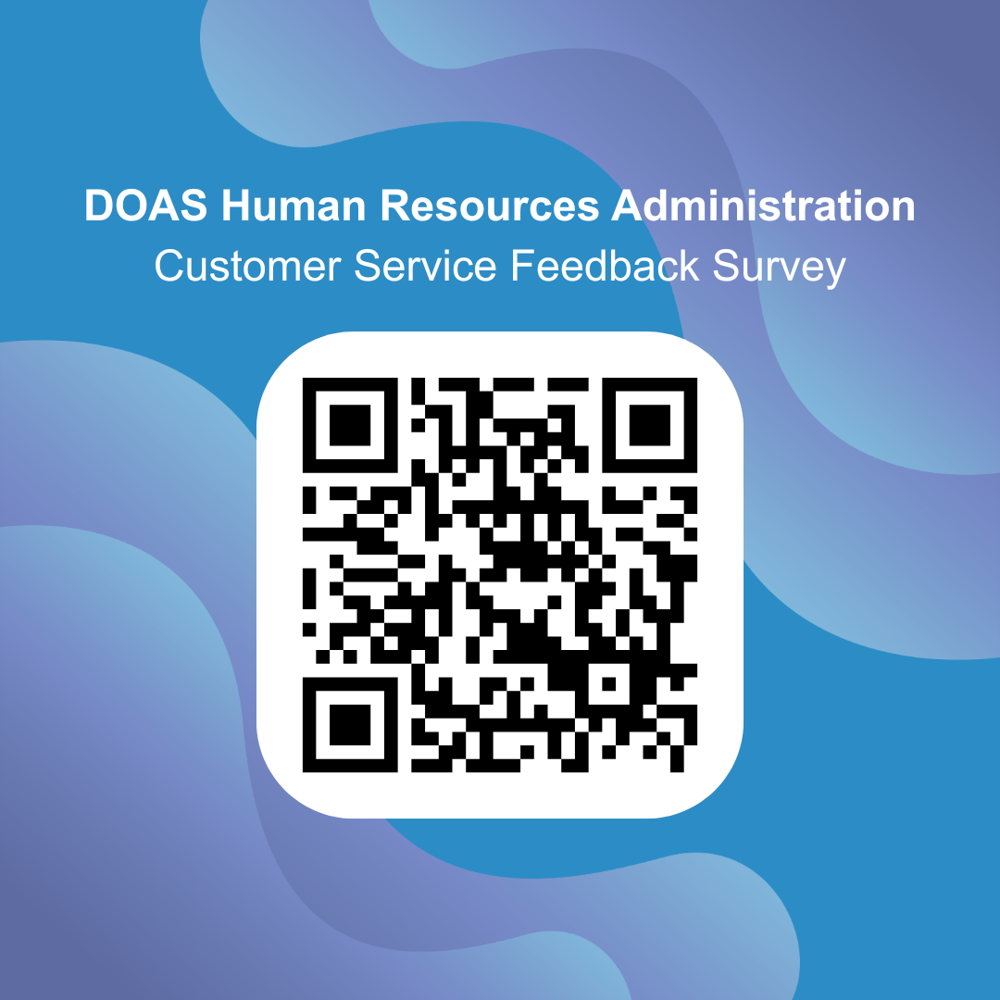 DOAS Human Resources Administration
Customer Service Feedback Survey